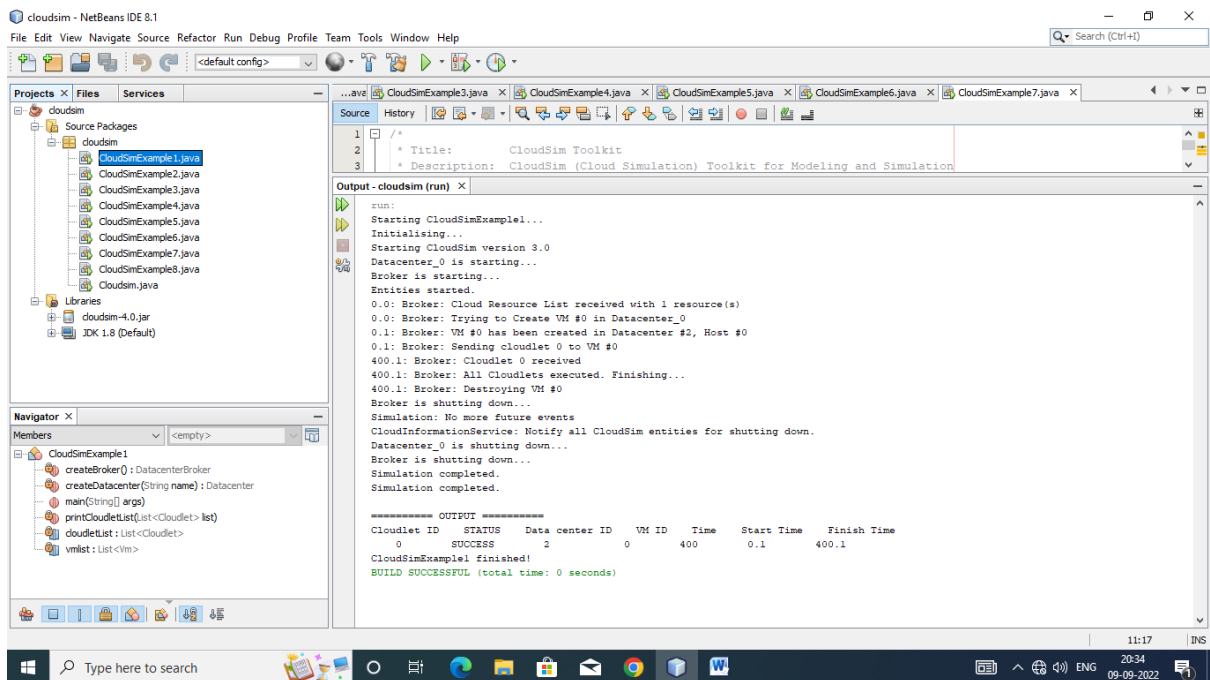 cloudsim - NetBeans IDE 8.1
File Edit View Navigate Source Refactor Run Debug Profile Team Tools Window Help
Search (Ctrl+I)
<default config>
Projects Files Services
...ava CloudSimExample3.java CloudSimExample4.java CloudSimExample5.java CloudSimExample6.java CloudSimExample7.java
cloudsim
Source Packages
cloudsim
CloudSimExample1.java
CloudSimExample2.java
CloudSimExample3.java
CloudSimExample4.java
CloudSimExample5.java
CloudSimExample6.java
CloudSimExample7.java
CloudSimExample8.java
Cloudsim.java
Libraries
cloudsim-4.0.jar
JDK 1.8 (Default)
Source History
1 /*
2 * Title: CloudSim Toolkit
3 * Description: CloudSim (Cloud Simulation) Toolkit for Modeling and Simulation
Output - cloudsim (run)
run:
Starting CloudSimExample1...
Initialising...
Starting CloudSim version 3.0
Datacenter_0 is starting...
Broker is starting...
Entities started.
0.0: Broker: Cloud Resource List received with 1 resource(s)
0.0: Broker: Trying to Create VM #0 in Datacenter_0
0.1: Broker: VM #0 has been created in Datacenter #2, Host #0
0.1: Broker: Sending cloudlet 0 to VM #0
400.1: Broker: Cloudlet 0 received
400.1: Broker: All Cloudlets executed. Finishing...
400.1: Broker: Destroying VM #0
Broker is shutting down...
Simulation: No more future events
CloudInformationService: Notify all CloudSim entities for shutting down.
Datacenter_0 is shutting down...
Broker is shutting down...
Simulation completed.
Simulation completed.
========== OUTPUT ==========
Cloudlet ID STATUS Data center ID VM ID Time Start Time Finish Time
0 SUCCESS 2 0 400 0.1 400.1
CloudSimExample1 finished!
BUILD SUCCESSFUL (total time: 0 seconds)
Navigator
Members <empty>
CloudSimExample1
createBroker() : DatacenterBroker
createDatacenter(String name) : Datacenter
main(String[] args)
printCloudletList(List<Cloudlet> list)
cloudletList : List<Cloudlet>
vmlist : List<Vm>
11:17 INS
Type here to search
ENG
20:34
09-09-2022
1